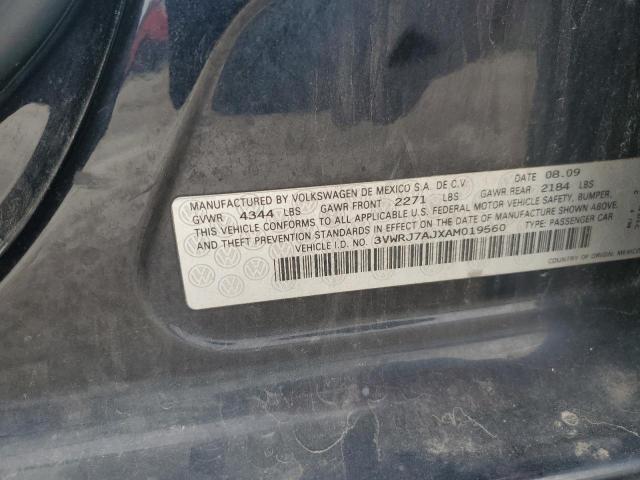 MANUFACTURED BY VOLKSWAGEN DE MEXICO S.A. DE C.V. DATE 08.09
GVWR 4344 LBS GAWR FRONT 2271 LBS GAWR REAR 2184 LBS
THIS VEHICLE CONFORMS TO ALL APPLICABLE U.S. FEDERAL MOTOR VEHICLE SAFETY, BUMPER,
AND THEFT PREVENTION STANDARDS IN EFFECT ON THE DATE OF MANUFACTURE SHOWN ABOVE.
VEHICLE I.D. NO. 3VWRJ7AJXAM019560 TYPE: PASSENGER CAR
COUNTRY OF ORIGIN: MEXICO